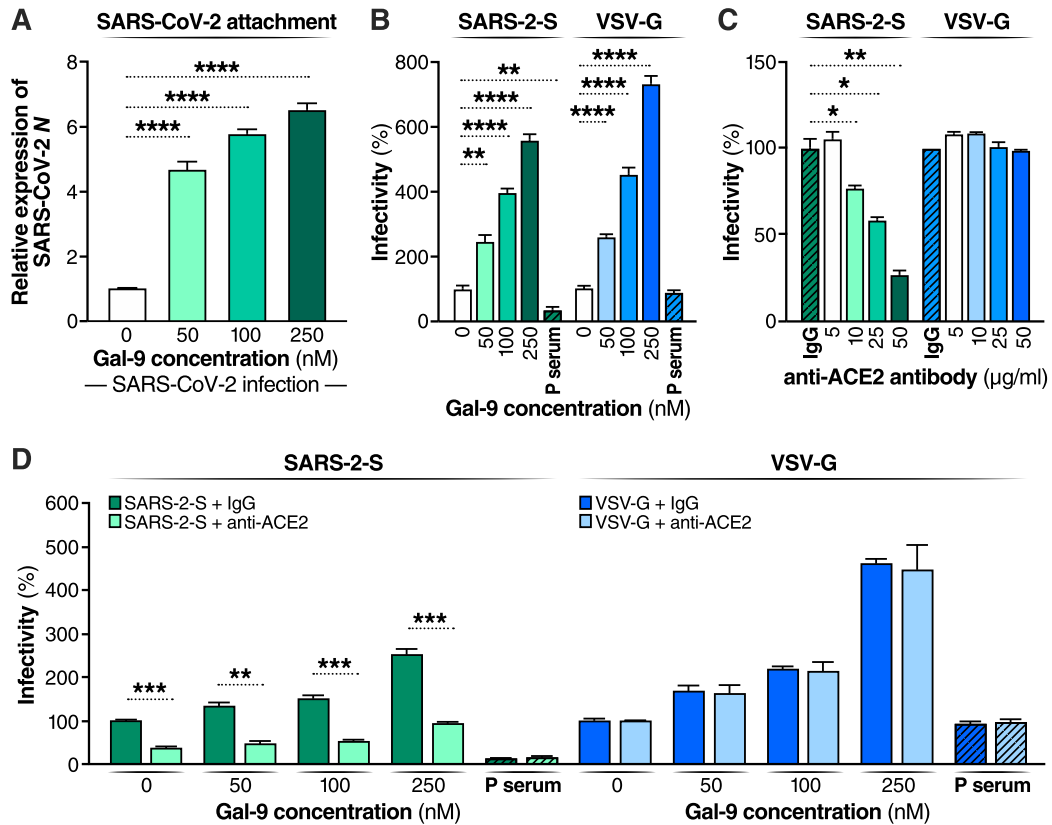 A
SARS-CoV-2 attachment
Relative expression of
SARS-CoV-2 N
8
6
4
2
0
****
****
****
0 50 100 250
Gal-9 concentration (nM)
— SARS-CoV-2 infection —
B
SARS-2-S VSV-G
Infectivity (%)
800
600
400
200
0
**
****
****
**
****
****
****
0 50 100 250 P serum 0 50 100 250 P serum
Gal-9 concentration (nM)
C
SARS-2-S VSV-G
Infectivity (%)
150
100
50
0
**
*
*
IgG 5 10 25 50 IgG 5 10 25 50
anti-ACE2 antibody (µg/ml)
D
SARS-2-S VSV-G
Infectivity (%)
600
500
400
300
200
100
0
SARS-2-S + IgG
SARS-2-S + anti-ACE2
VSV-G + IgG
VSV-G + anti-ACE2
***
**
***
***
0 50 100 250 P serum 0 50 100 250 P serum
Gal-9 concentration (nM) Gal-9 concentration (nM)